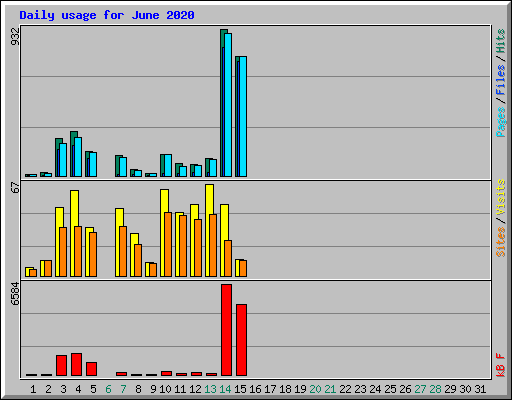 Daily usage for June 2020
932
Pages / Files / Hits
67
Sites / Visits
6584
kB F
1 2 3 4 5 6 7 8 9 10 11 12 13 14 15 16 17 18 19 20 21 22 23 24 25 26 27 28 29 30 31